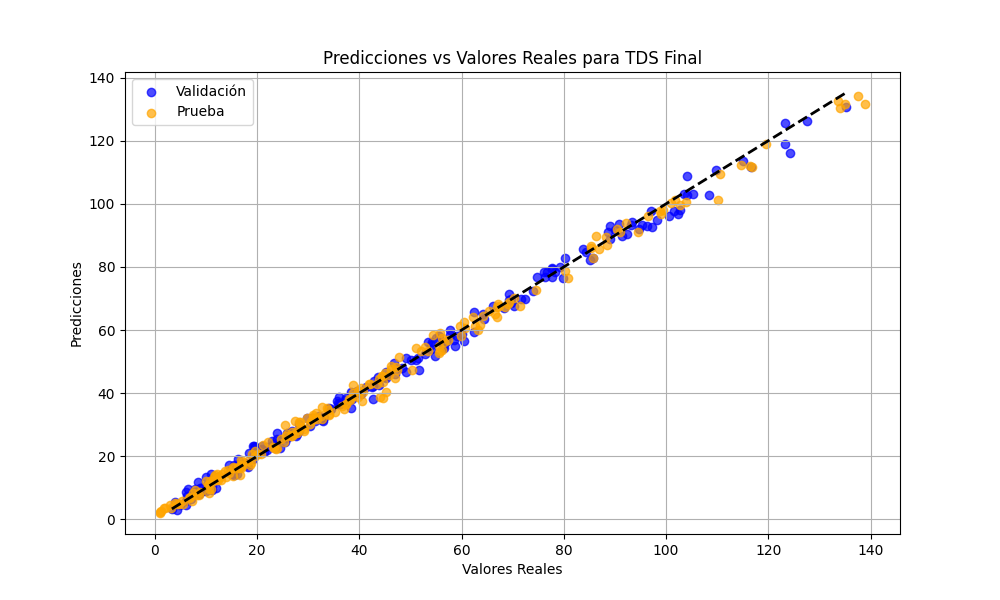 Predicciones vs Valores Reales para TDS Final
Validación
Prueba
Predicciones
140
120
100
80
60
40
20
0
0 20 40 60 80 100 120 140
Valores Reales